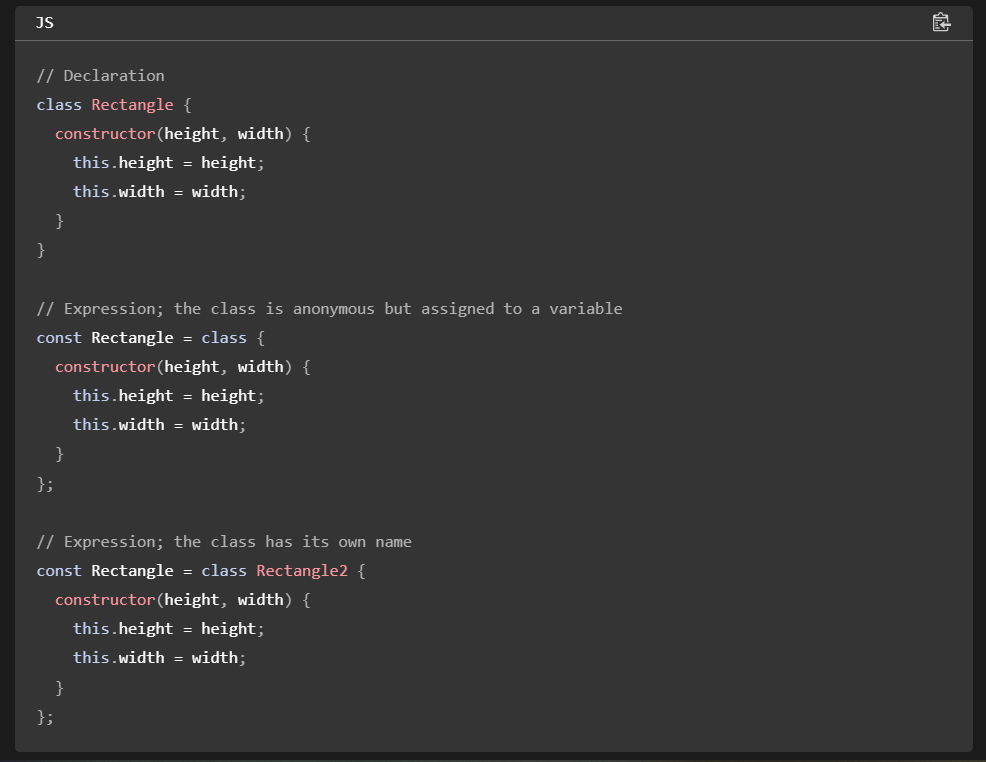 JS
// Declaration
class Rectangle {
  constructor(height, width) {
    this.height = height;
    this.width = width;
  }
}
// Expression; the class is anonymous but assigned to a variable
const Rectangle = class {
  constructor(height, width) {
    this.height = height;
    this.width = width;
  }
};
// Expression; the class has its own name
const Rectangle = class Rectangle2 {
  constructor(height, width) {
    this.height = height;
    this.width = width;
  }
};